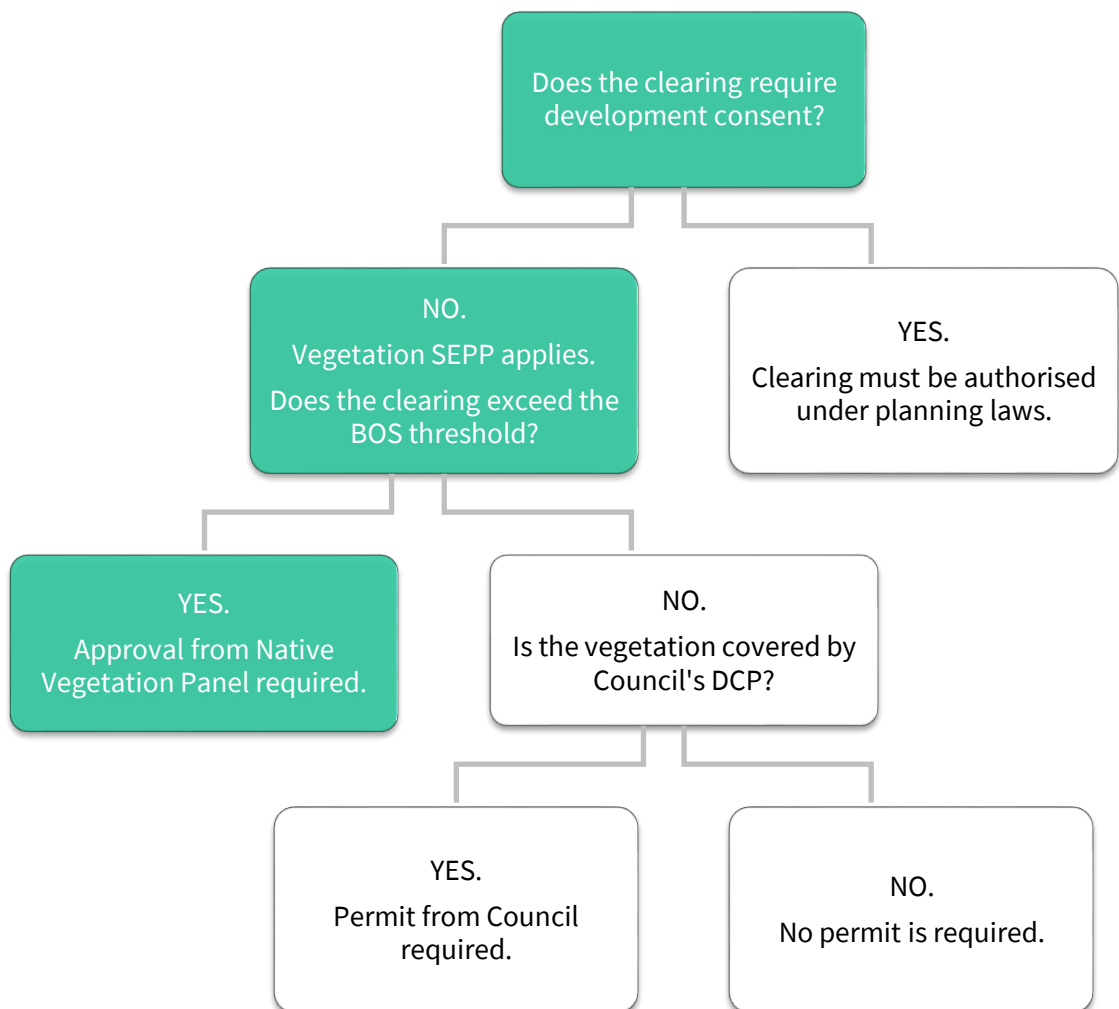 Does the clearing require
development consent?
NO.
Vegetation SEPP applies.
Does the clearing exceed the
BOS threshold?
YES.
Clearing must be authorised
under planning laws.
YES.
Approval from Native
Vegetation Panel required.
NO.
Is the vegetation covered by
Council's DCP?
YES.
Permit from Council
required.
NO.
No permit is required.